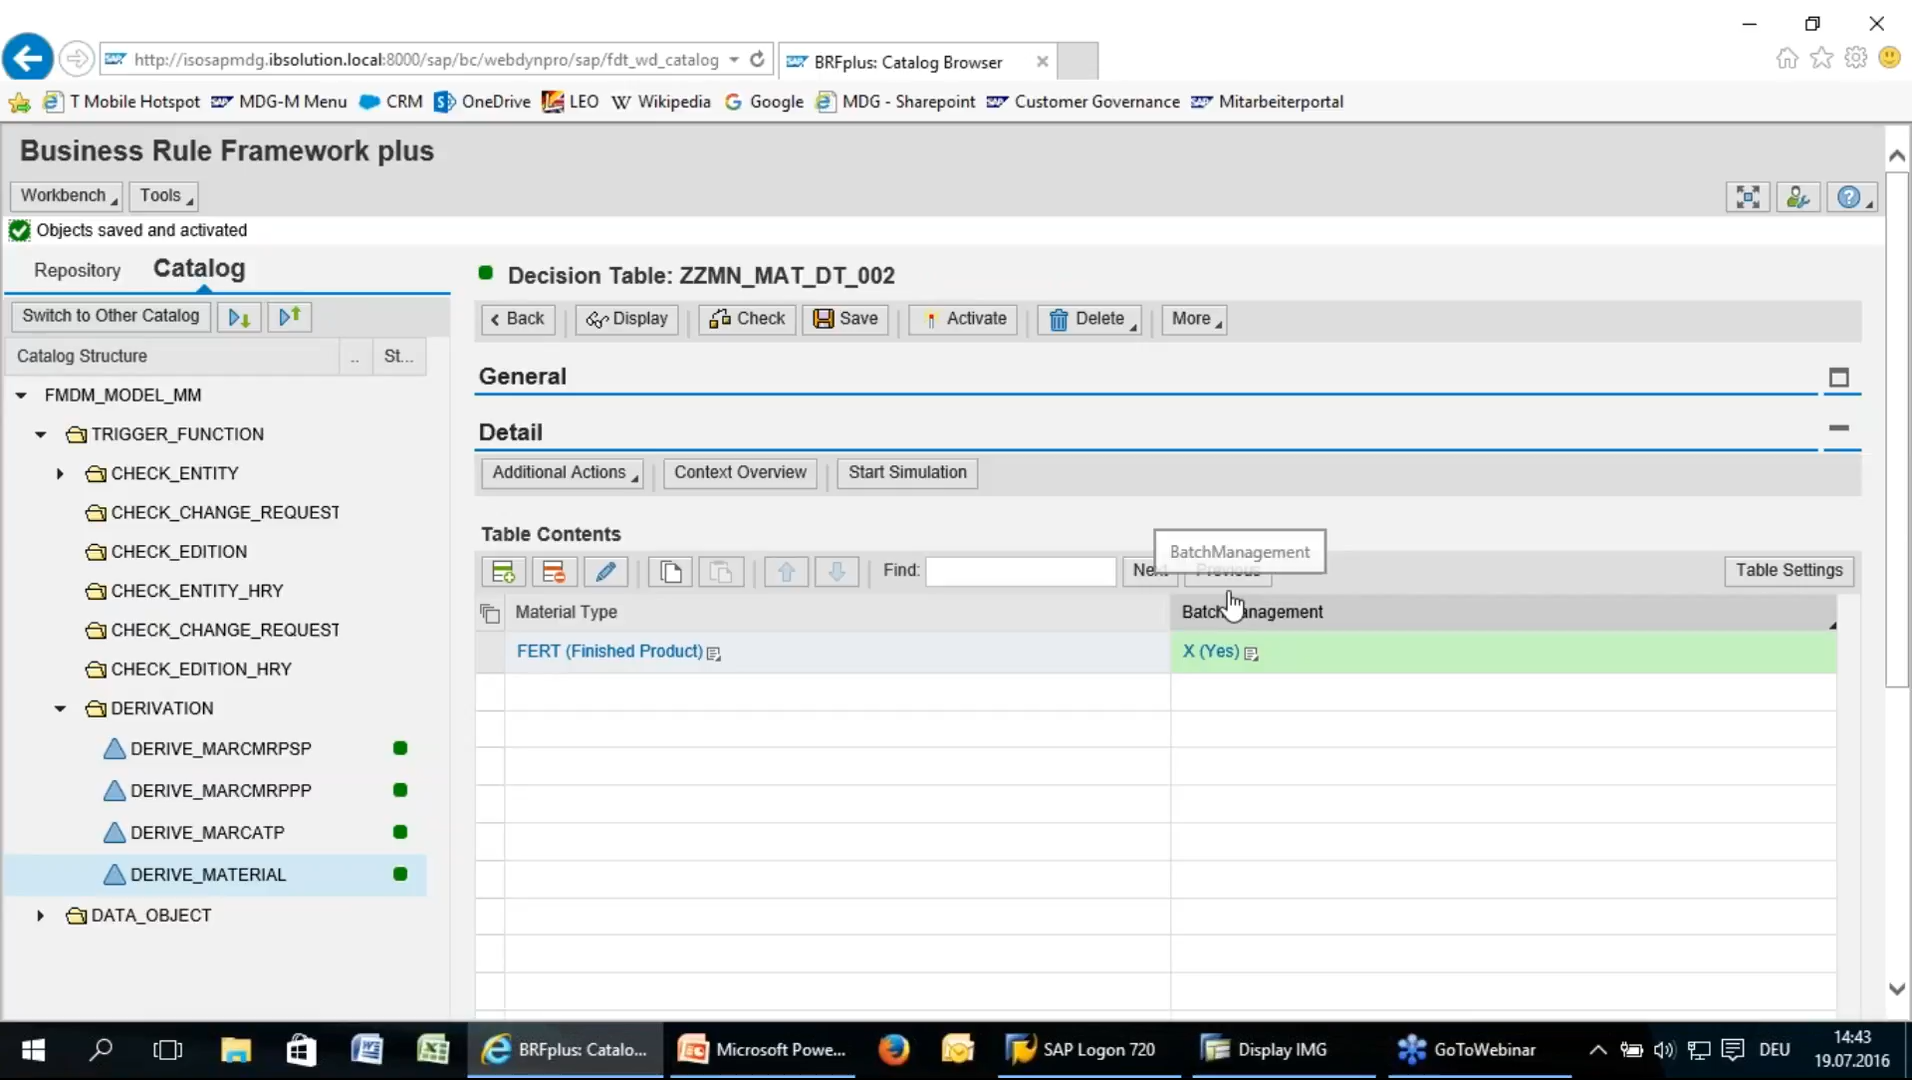 http://isosapmdg.ibsolution.local:8000/sap/bc/webdynpro/sap/fdt_wd_catalog
BRFplus: Catalog Browser
T Mobile Hotspot MDG-M Menu CRM OneDrive LEO Wikipedia Google MDG - Sharepoint Customer Governance Mitarbeiterportal
Business Rule Framework plus
Workbench Tools
Objects saved and activated
Repository Catalog
Switch to Other Catalog
Catalog Structure .. St...
FMDM_MODEL_MM
TRIGGER_FUNCTION
CHECK_ENTITY
CHECK_CHANGE_REQUEST
CHECK_EDITION
CHECK_ENTITY_HRY
CHECK_CHANGE_REQUEST
CHECK_EDITION_HRY
DERIVATION
DERIVE_MARCMRPSP
DERIVE_MARCMRPPP
DERIVE_MARCATP
DERIVE_MATERIAL
DATA_OBJECT
Decision Table: ZZMN_MAT_DT_002
Back Display Check Save Activate Delete More
General
Detail
Additional Actions Context Overview Start Simulation
Table Contents
BatchManagement
Find: Next Previous Table Settings
Material Type BatchManagement
FERT (Finished Product) X (Yes)
BRFplus: Catalo... Microsoft Powe... SAP Logon 720 Display IMG GoToWebinar DEU
14:43
19.07.2016